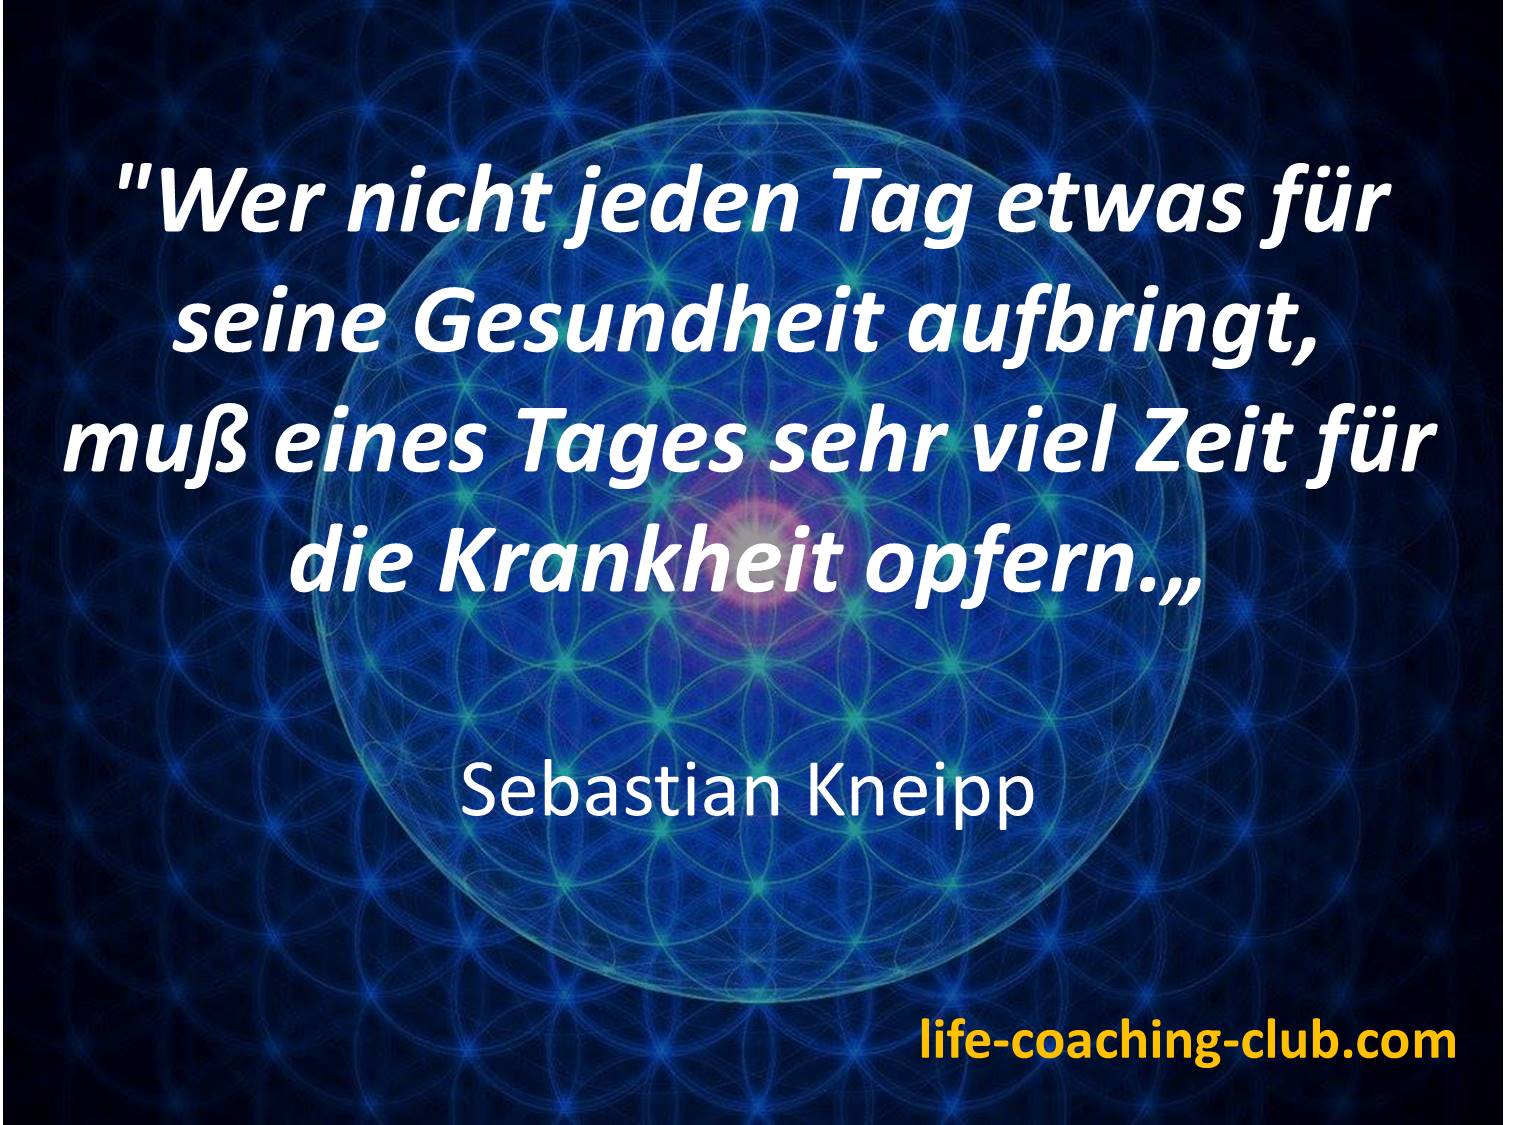 "Wer nicht jeden Tag etwas für
seine Gesundheit aufbringt,
muß eines Tages sehr viel Zeit für
die Krankheit opfern.„
Sebastian Kneipp
life-coaching-club.com